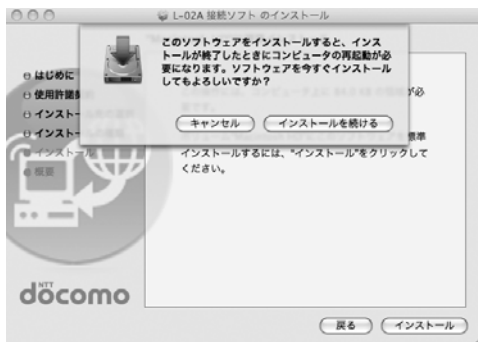 L-02A 接続ソフト のインストール
このソフトウェアをインストールすると、インス
トールが終了したときにコンピュータの再起動が必
要になります。ソフトウェアを今すぐインストール
してもよろしいですか？
キャンセル
インストールを続ける
はじめに
使用許諾
インスト
インスト
インストール
概要
が必
標準
インストールするには、"インストール"をクリックして
ください。
NTT
döcomo
戻る
インストール